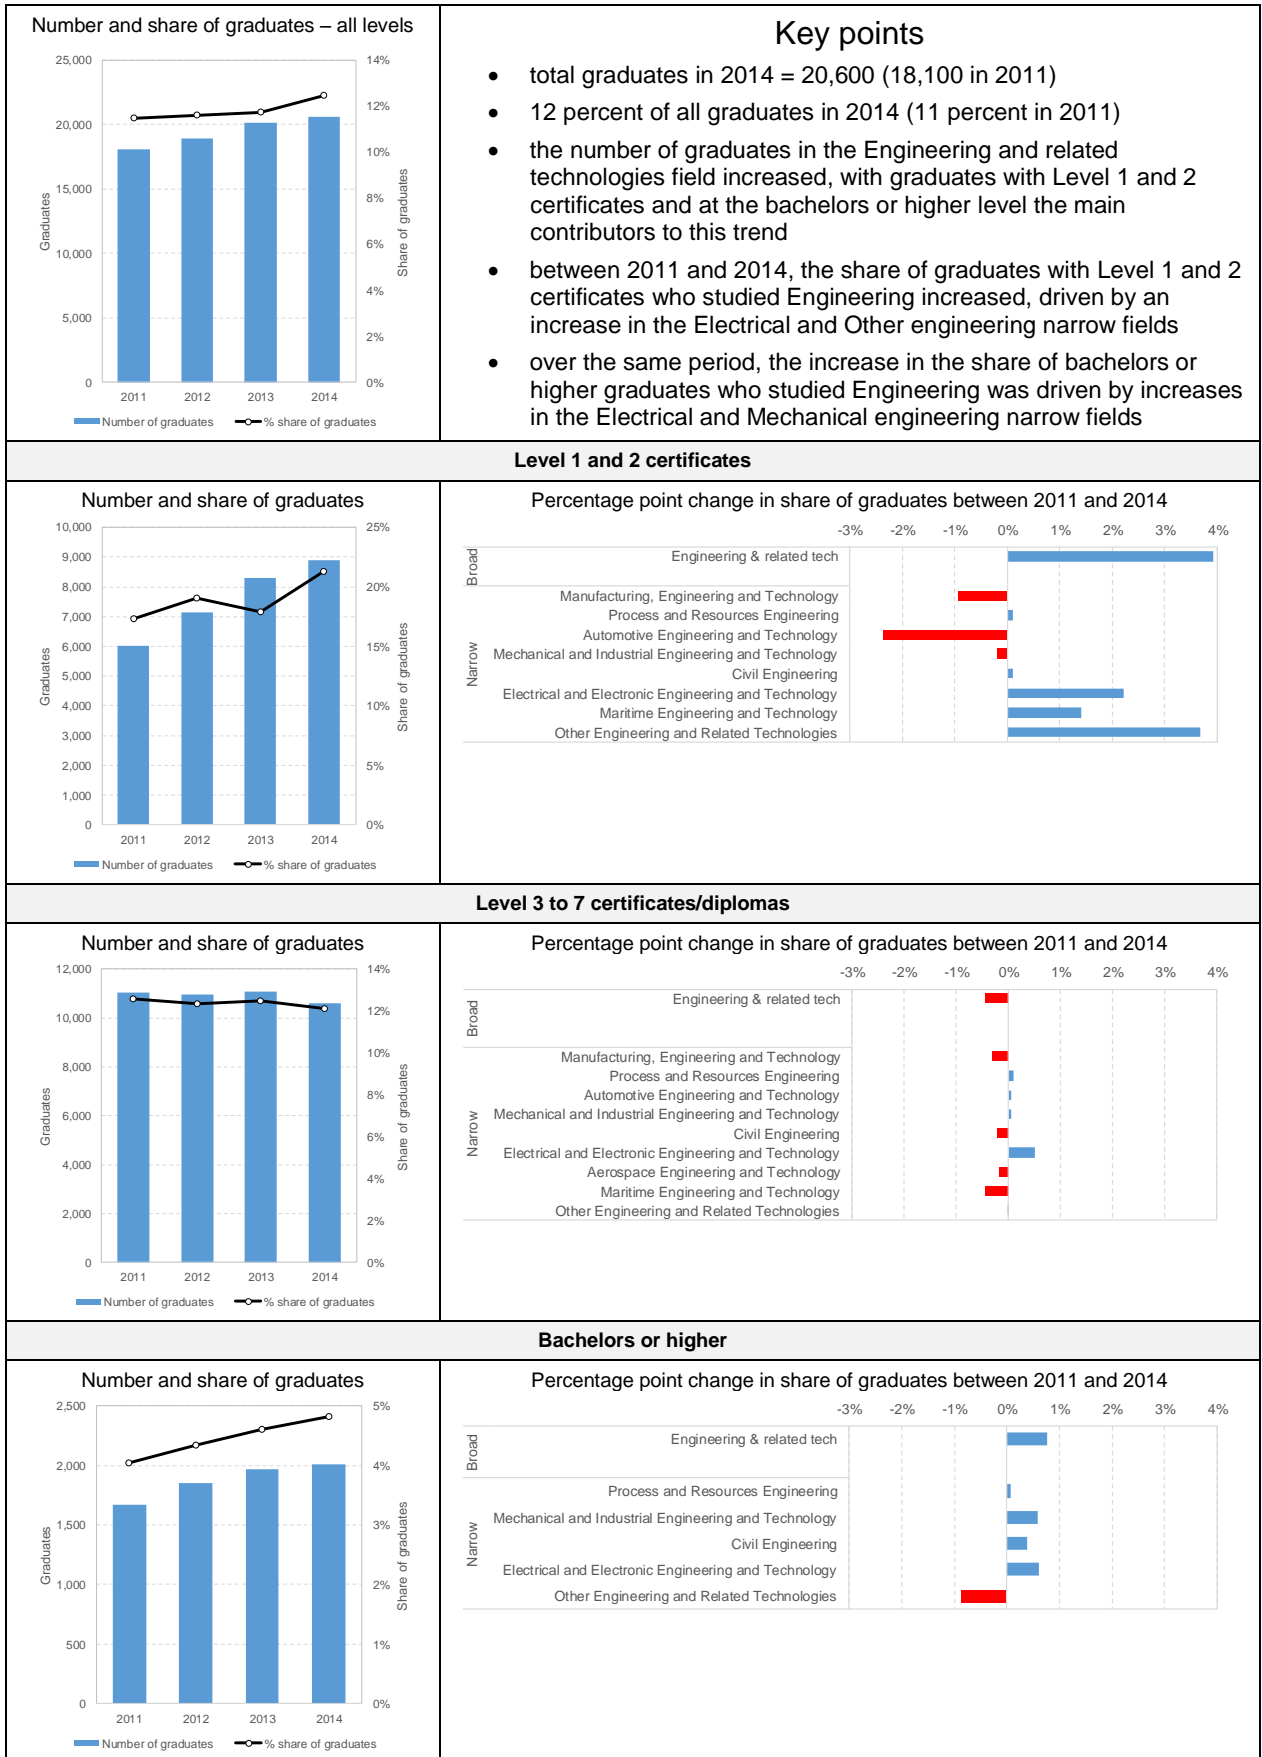 Number and share of graduates – all levels
25,000
20,000
15,000
10,000
5,000
0
Graduates
14%
12%
10%
8%
6%
4%
2%
0%
Share of graduates
2011 2012 2013 2014
Number of graduates % share of graduates
Key points
• total graduates in 2014 = 20,600 (18,100 in 2011)
• 12 percent of all graduates in 2014 (11 percent in 2011)
• the number of graduates in the Engineering and related
technologies field increased, with graduates with Level 1 and 2
certificates and at the bachelors or higher level the main
contributors to this trend
• between 2011 and 2014, the share of graduates with Level 1 and 2
certificates who studied Engineering increased, driven by an
increase in the Electrical and Other engineering narrow fields
• over the same period, the increase in the share of bachelors or
higher graduates who studied Engineering was driven by increases
in the Electrical and Mechanical engineering narrow fields
Level 1 and 2 certificates
Number and share of graduates
10,000
9,000
8,000
7,000
6,000
5,000
4,000
3,000
2,000
1,000
0
Graduates
25%
20%
15%
10%
5%
0%
Share of graduates
2011 2012 2013 2014
Number of graduates % share of graduates
Percentage point change in share of graduates between 2011 and 2014
-3% -2% -1% 0% 1% 2% 3% 4%
Broad
Engineering & related tech
Narrow
Manufacturing, Engineering and Technology
Process and Resources Engineering
Automotive Engineering and Technology
Mechanical and Industrial Engineering and Technology
Civil Engineering
Electrical and Electronic Engineering and Technology
Maritime Engineering and Technology
Other Engineering and Related Technologies
Level 3 to 7 certificates/diplomas
Number and share of graduates
12,000
10,000
8,000
6,000
4,000
2,000
0
Graduates
14%
12%
10%
8%
6%
4%
2%
0%
Share of graduates
2011 2012 2013 2014
Number of graduates % share of graduates
Percentage point change in share of graduates between 2011 and 2014
-3% -2% -1% 0% 1% 2% 3% 4%
Broad
Engineering & related tech
Narrow
Manufacturing, Engineering and Technology
Process and Resources Engineering
Automotive Engineering and Technology
Mechanical and Industrial Engineering and Technology
Civil Engineering
Electrical and Electronic Engineering and Technology
Aerospace Engineering and Technology
Maritime Engineering and Technology
Other Engineering and Related Technologies
Bachelors or higher
Number and share of graduates
2,500
2,000
1,500
1,000
500
0
Graduates
5%
4%
3%
2%
1%
0%
Share of graduates
2011 2012 2013 2014
Number of graduates % share of graduates
Percentage point change in share of graduates between 2011 and 2014
-3% -2% -1% 0% 1% 2% 3% 4%
Broad
Engineering & related tech
Narrow
Process and Resources Engineering
Mechanical and Industrial Engineering and Technology
Civil Engineering
Electrical and Electronic Engineering and Technology
Other Engineering and Related Technologies